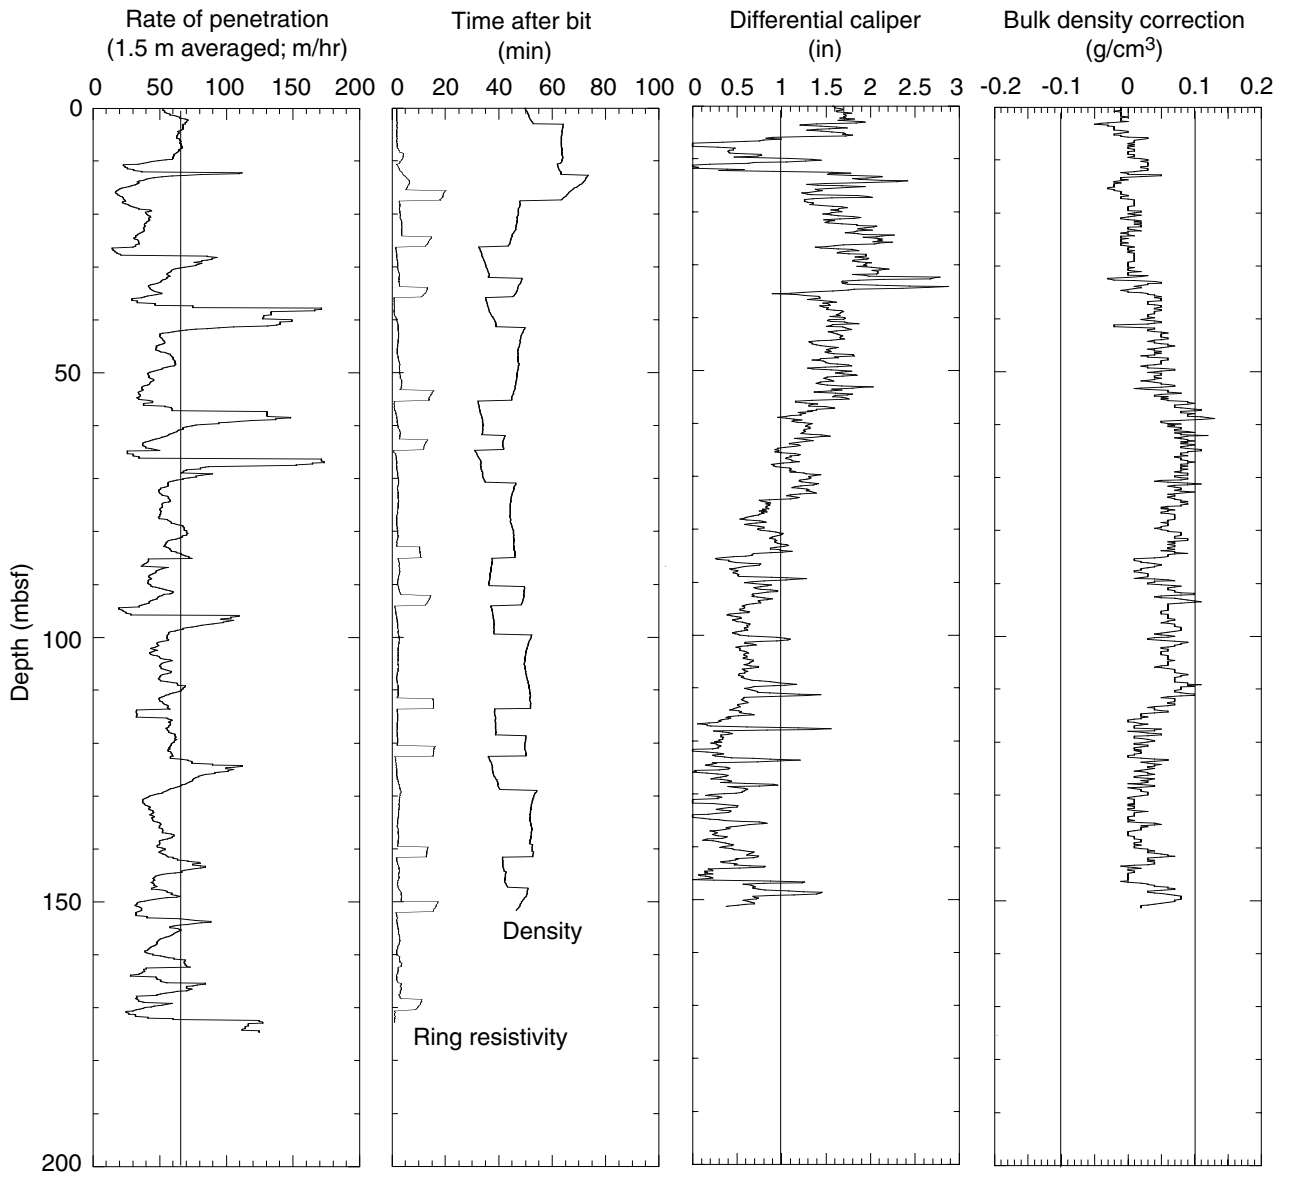 Rate of penetration
(1.5 m averaged; m/hr)
Time after bit
(min)
Differential caliper
(in)
Bulk density correction
(g/cm3)
0 50 100 150 200
0 20 40 60 80 100
0 0.5 1 1.5 2 2.5 3
-0.2 -0.1 0 0.1 0.2
0
50
100
150
200
Depth (mbsf)
Density
Ring resistivity